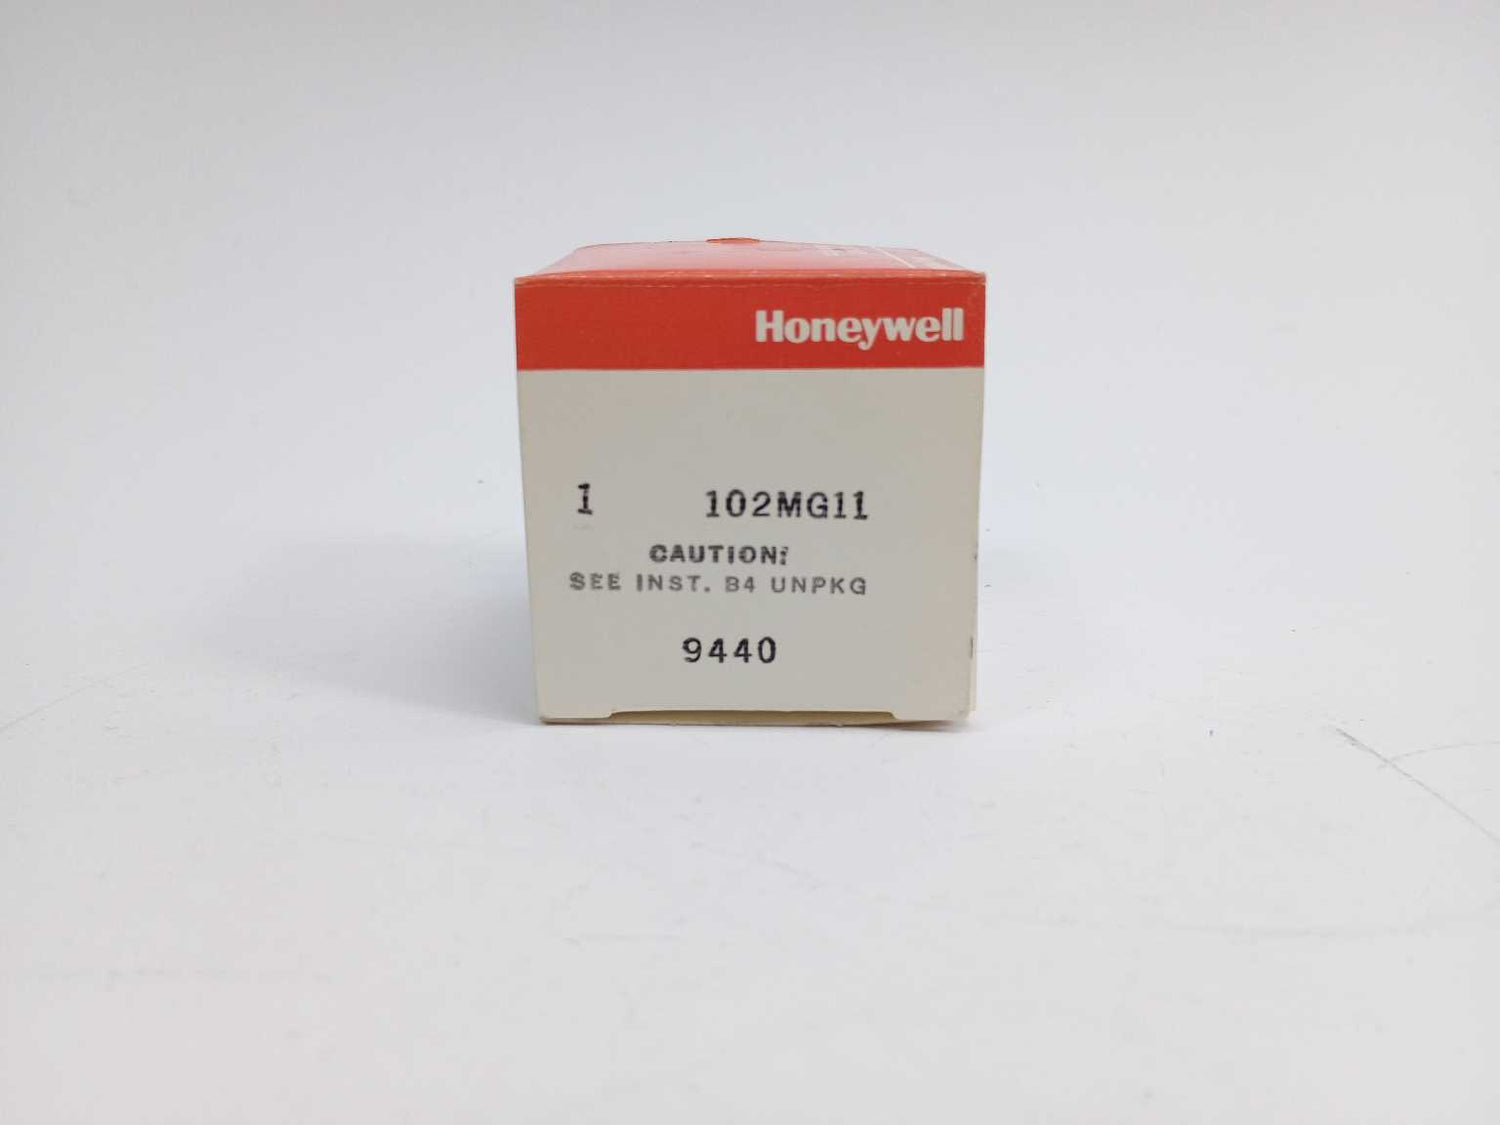 Honeywell
1 102MG11
CAUTION:
SEE INST. B4 UNPKG
9440